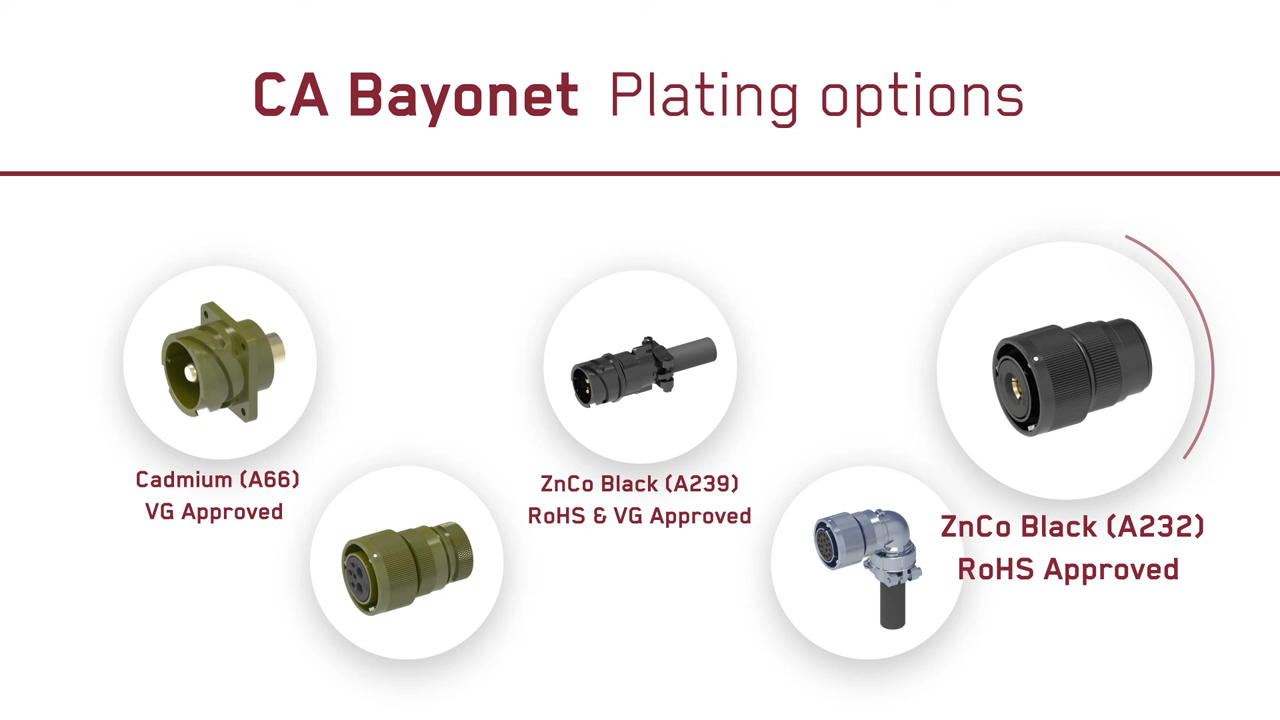 CA Bayonet Plating options
Cadmium (A66)
VG Approved
ZnCo Black (A239)
RoHS & VG Approved
ZnCo Black (A232)
RoHS Approved